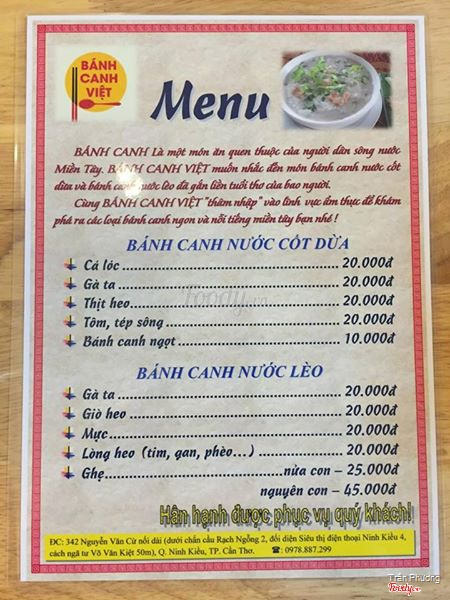 BÁNH
CANH
VIỆT
Menu
BÁNH CANH Là một món ăn quen thuộc của người dân sông nước
Miền Tây. BÁNH CANH VIỆT muốn nhắc đến món bánh canh nước cốt
dừa và bánh canh nước lèo đã gắn liền tuổi thơ của bao người.
Cùng BÁNH CANH VIỆT "thâm nhập" vào lĩnh vực ẩm thực để khám
phá ra các loại bánh canh ngon và nổi tiếng miền tây bạn nhé !
BÁNH CANH NƯỚC CỐT DỪA
Cá lóc ........ 20.000đ
Gà ta ........ 20.000đ
Thịt heo ........ 20.000đ
Tôm, tép sông ........ 20.000đ
Bánh canh ngọt ........ 10.000đ
Foody.vn
BÁNH CANH NƯỚC LÈO
Gà ta ........ 20.000đ
Giò heo ........ 20.000đ
Mực ........ 20.000đ
Lòng heo (tim, gan, phèo...) ........ 20.000đ
Ghẹ ........ nửa con – 25.000đ
nguyên con – 45.000đ
Hân hạnh được phục vụ quý khách!
ĐC: 342 Nguyễn Văn Cừ nối dài (dưới chân cầu Rạch Ngỗng 2, đối diện Siêu thị điện thoại Ninh Kiều 4,
cách ngã tư Võ Văn Kiệt 50m), Q. Ninh Kiều, TP. Cần Thơ. ☎: 0978.887.299
Trần Phương
Foody.vn